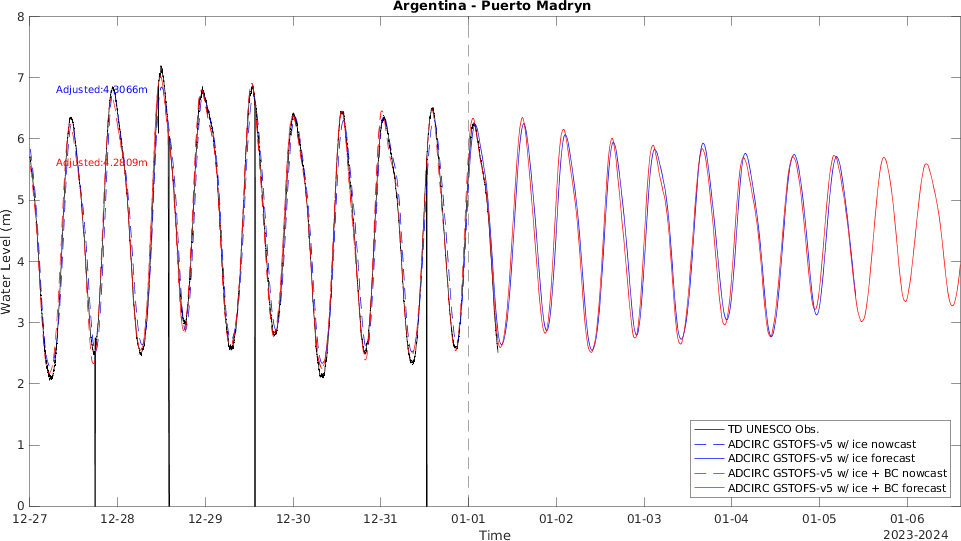 Argentina - Puerto Madryn
8
7
6
5
4
3
2
1
0
Water Level (m)
Adjusted:4.3066m
Adjusted:4.2809m
TD UNESCO Obs.
ADCIRC GSTOFS-v5 w/ ice nowcast
ADCIRC GSTOFS-v5 w/ ice forecast
ADCIRC GSTOFS-v5 w/ ice + BC nowcast
ADCIRC GSTOFS-v5 w/ ice + BC forecast
12-27 12-28 12-29 12-30 12-31 01-01 01-02 01-03 01-04 01-05 01-06
Time
2023-2024